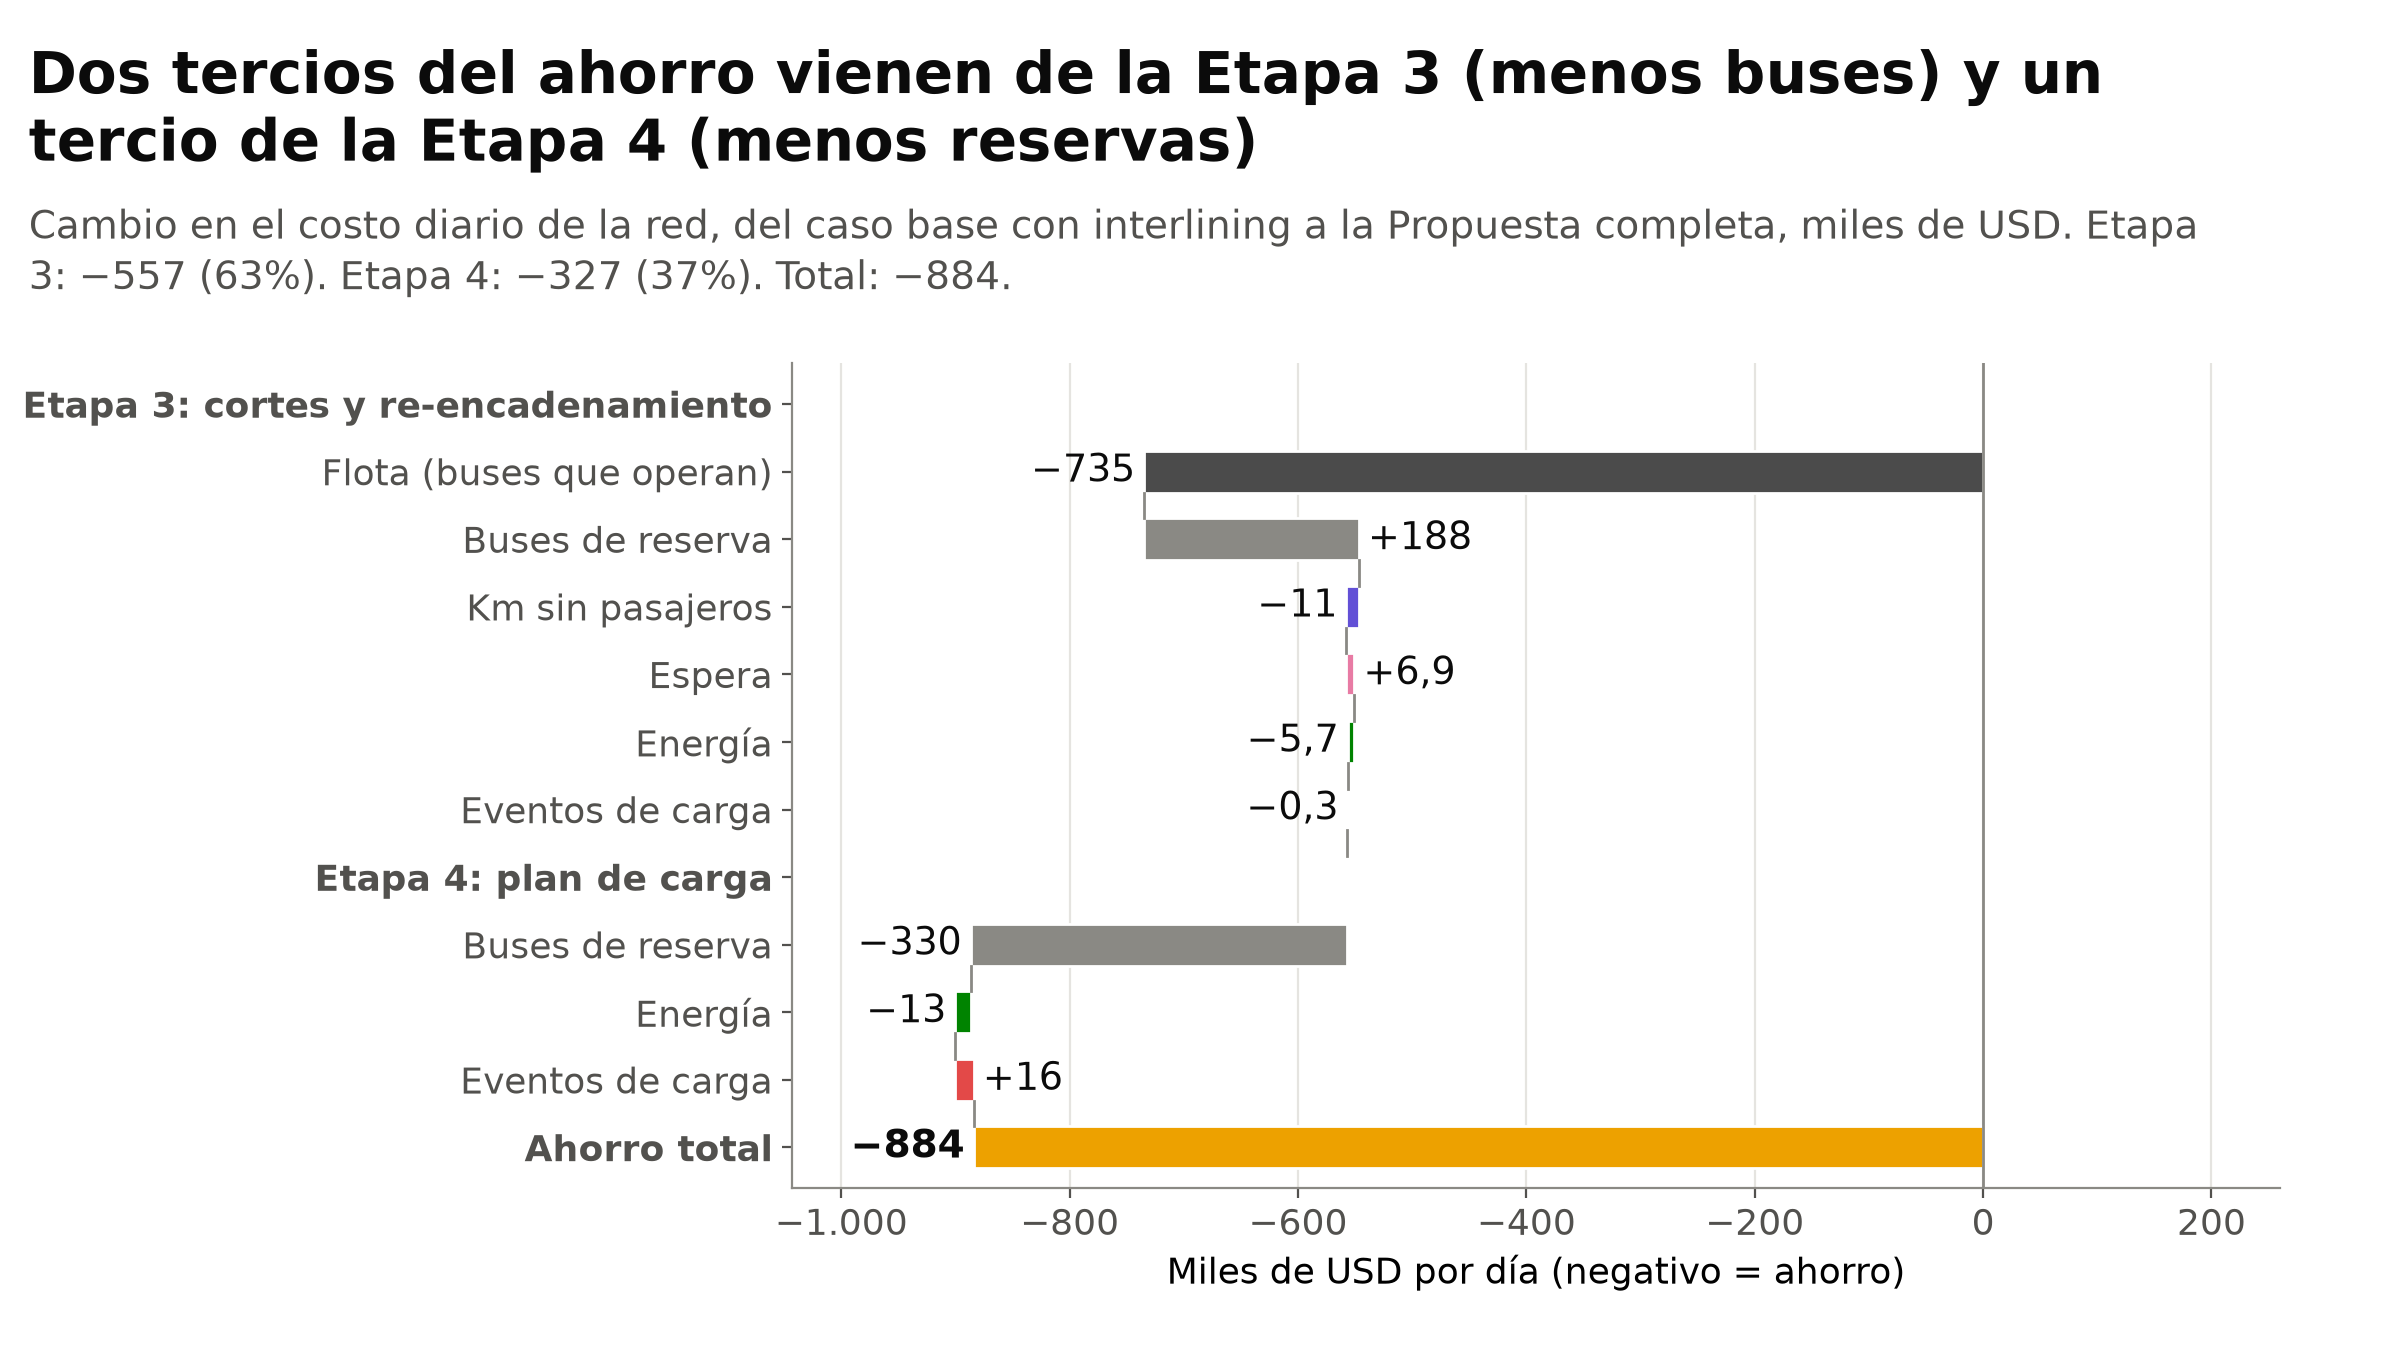 Dos tercios del ahorro vienen de la Etapa 3 (menos buses) y un
tercio de la Etapa 4 (menos reservas)
Cambio en el costo diario de la red, del caso base con interlining a la Propuesta completa, miles de USD. Etapa
3: −557 (63%). Etapa 4: −327 (37%). Total: −884.
Etapa 3: cortes y re-encadenamiento
Flota (buses que operan) −735
Buses de reserva +188
Km sin pasajeros −11
Espera +6,9
Energía −5,7
Eventos de carga −0,3
Etapa 4: plan de carga
Buses de reserva −330
Energía −13
Eventos de carga +16
Ahorro total −884
−1.000 −800 −600 −400 −200 0 200
Miles de USD por día (negativo = ahorro)